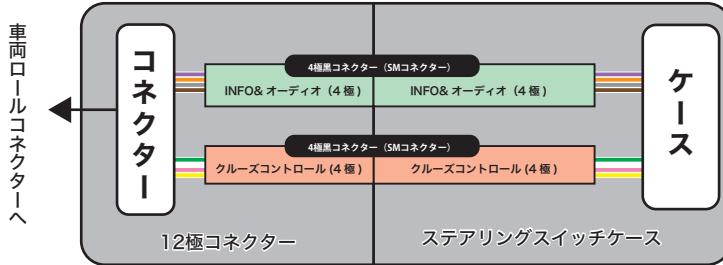 車両ロールコネクターへ
コネクター
4極黒コネクター（SMコネクター）
INFO& オーディオ（4 極 )
INFO& オーディオ（4 極 )
4極黒コネクター（SMコネクター）
クルーズコントロール (4 極 )
クルーズコントロール (4 極 )
ケース
12極コネクター
ステアリングスイッチケース